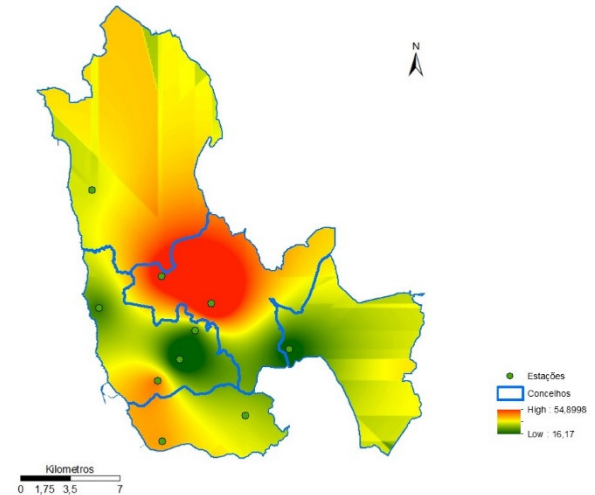 N
Estações
Concelhos
High : 54,8998
Low : 16,17
Kilometros
0 1,75 3,5 7